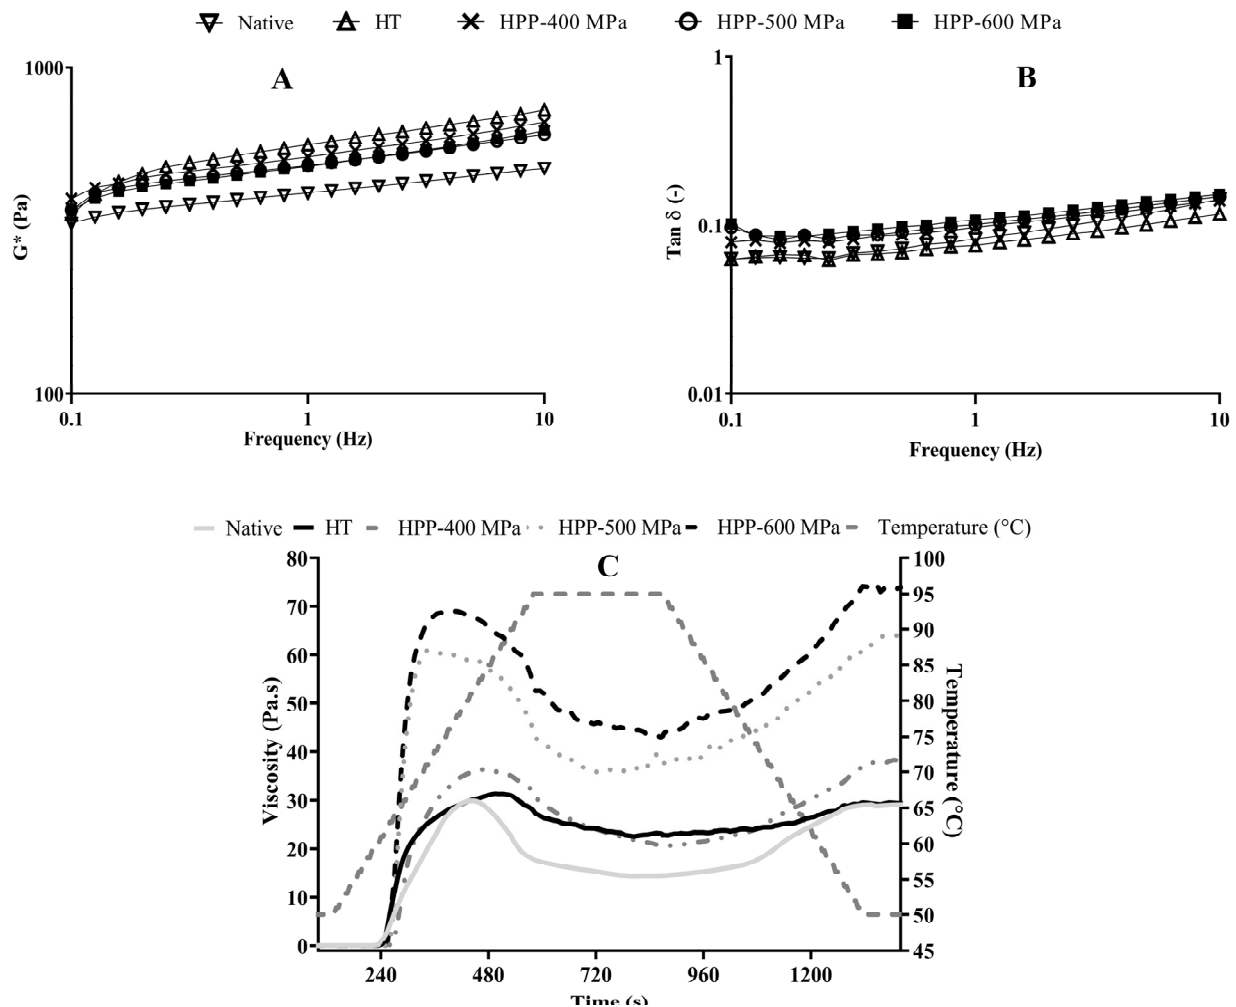 Native HT HPP-400 MPa HPP-500 MPa HPP-600 MPa
A
1000
100
0.1 1 10
G* (Pa)
Frequency (Hz)
B
1
0.1
0.01
0.1 1 10
Tan δ (-)
Frequency (Hz)
Native HT HPP-400 MPa HPP-500 MPa HPP-600 MPa Temperature (°C)
C
80
70
60
50
40
30
20
10
0
Viscosity (Pa.s)
100
95
90
85
80
75
70
65
60
55
50
45
Temperature (°C)
240 480 720 960 1200
Time (s)